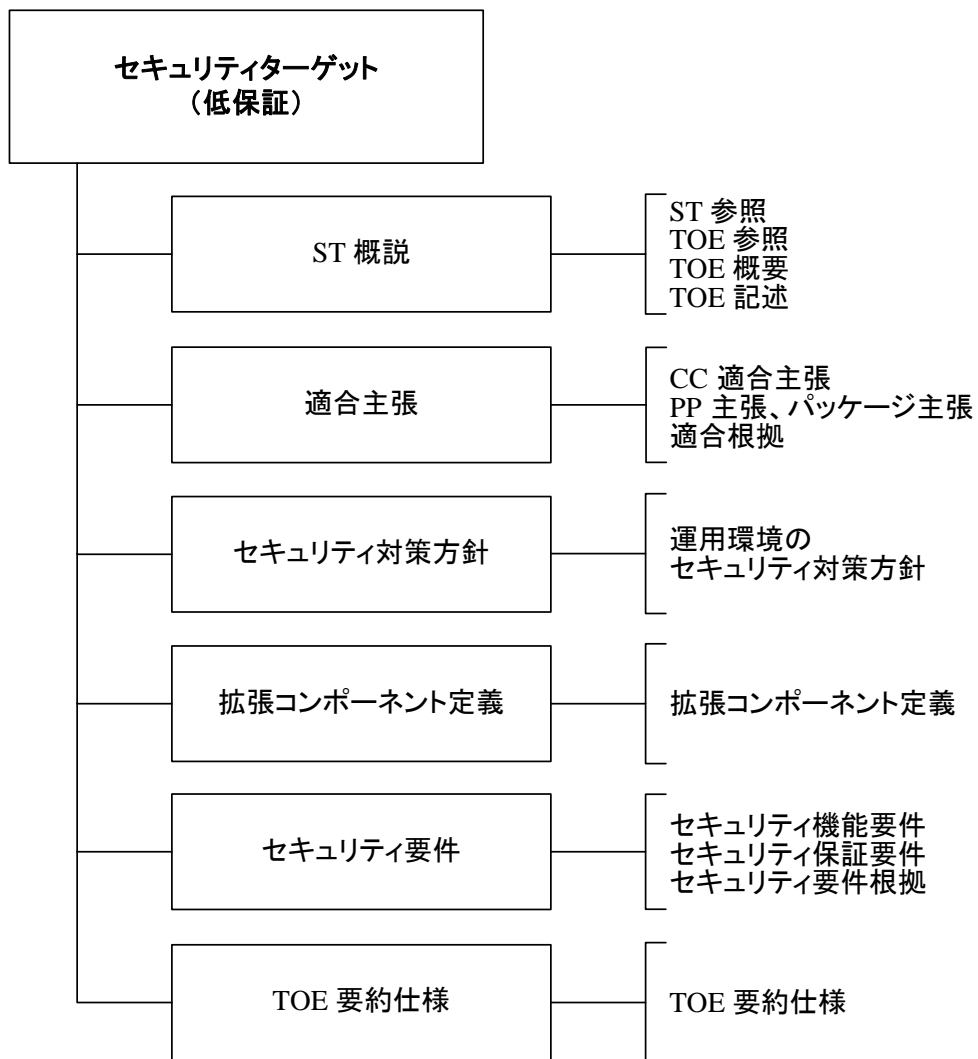 セキュリティターゲット
（低保証）
ST 概説
ST 参照
TOE 参照
TOE 概要
TOE 記述
適合主張
CC 適合主張
PP 主張、パッケージ主張
適合根拠
セキュリティ対策方針
運用環境の
セキュリティ対策方針
拡張コンポーネント定義
拡張コンポーネント定義
セキュリティ要件
セキュリティ機能要件
セキュリティ保証要件
セキュリティ要件根拠
TOE 要約仕様
TOE 要約仕様